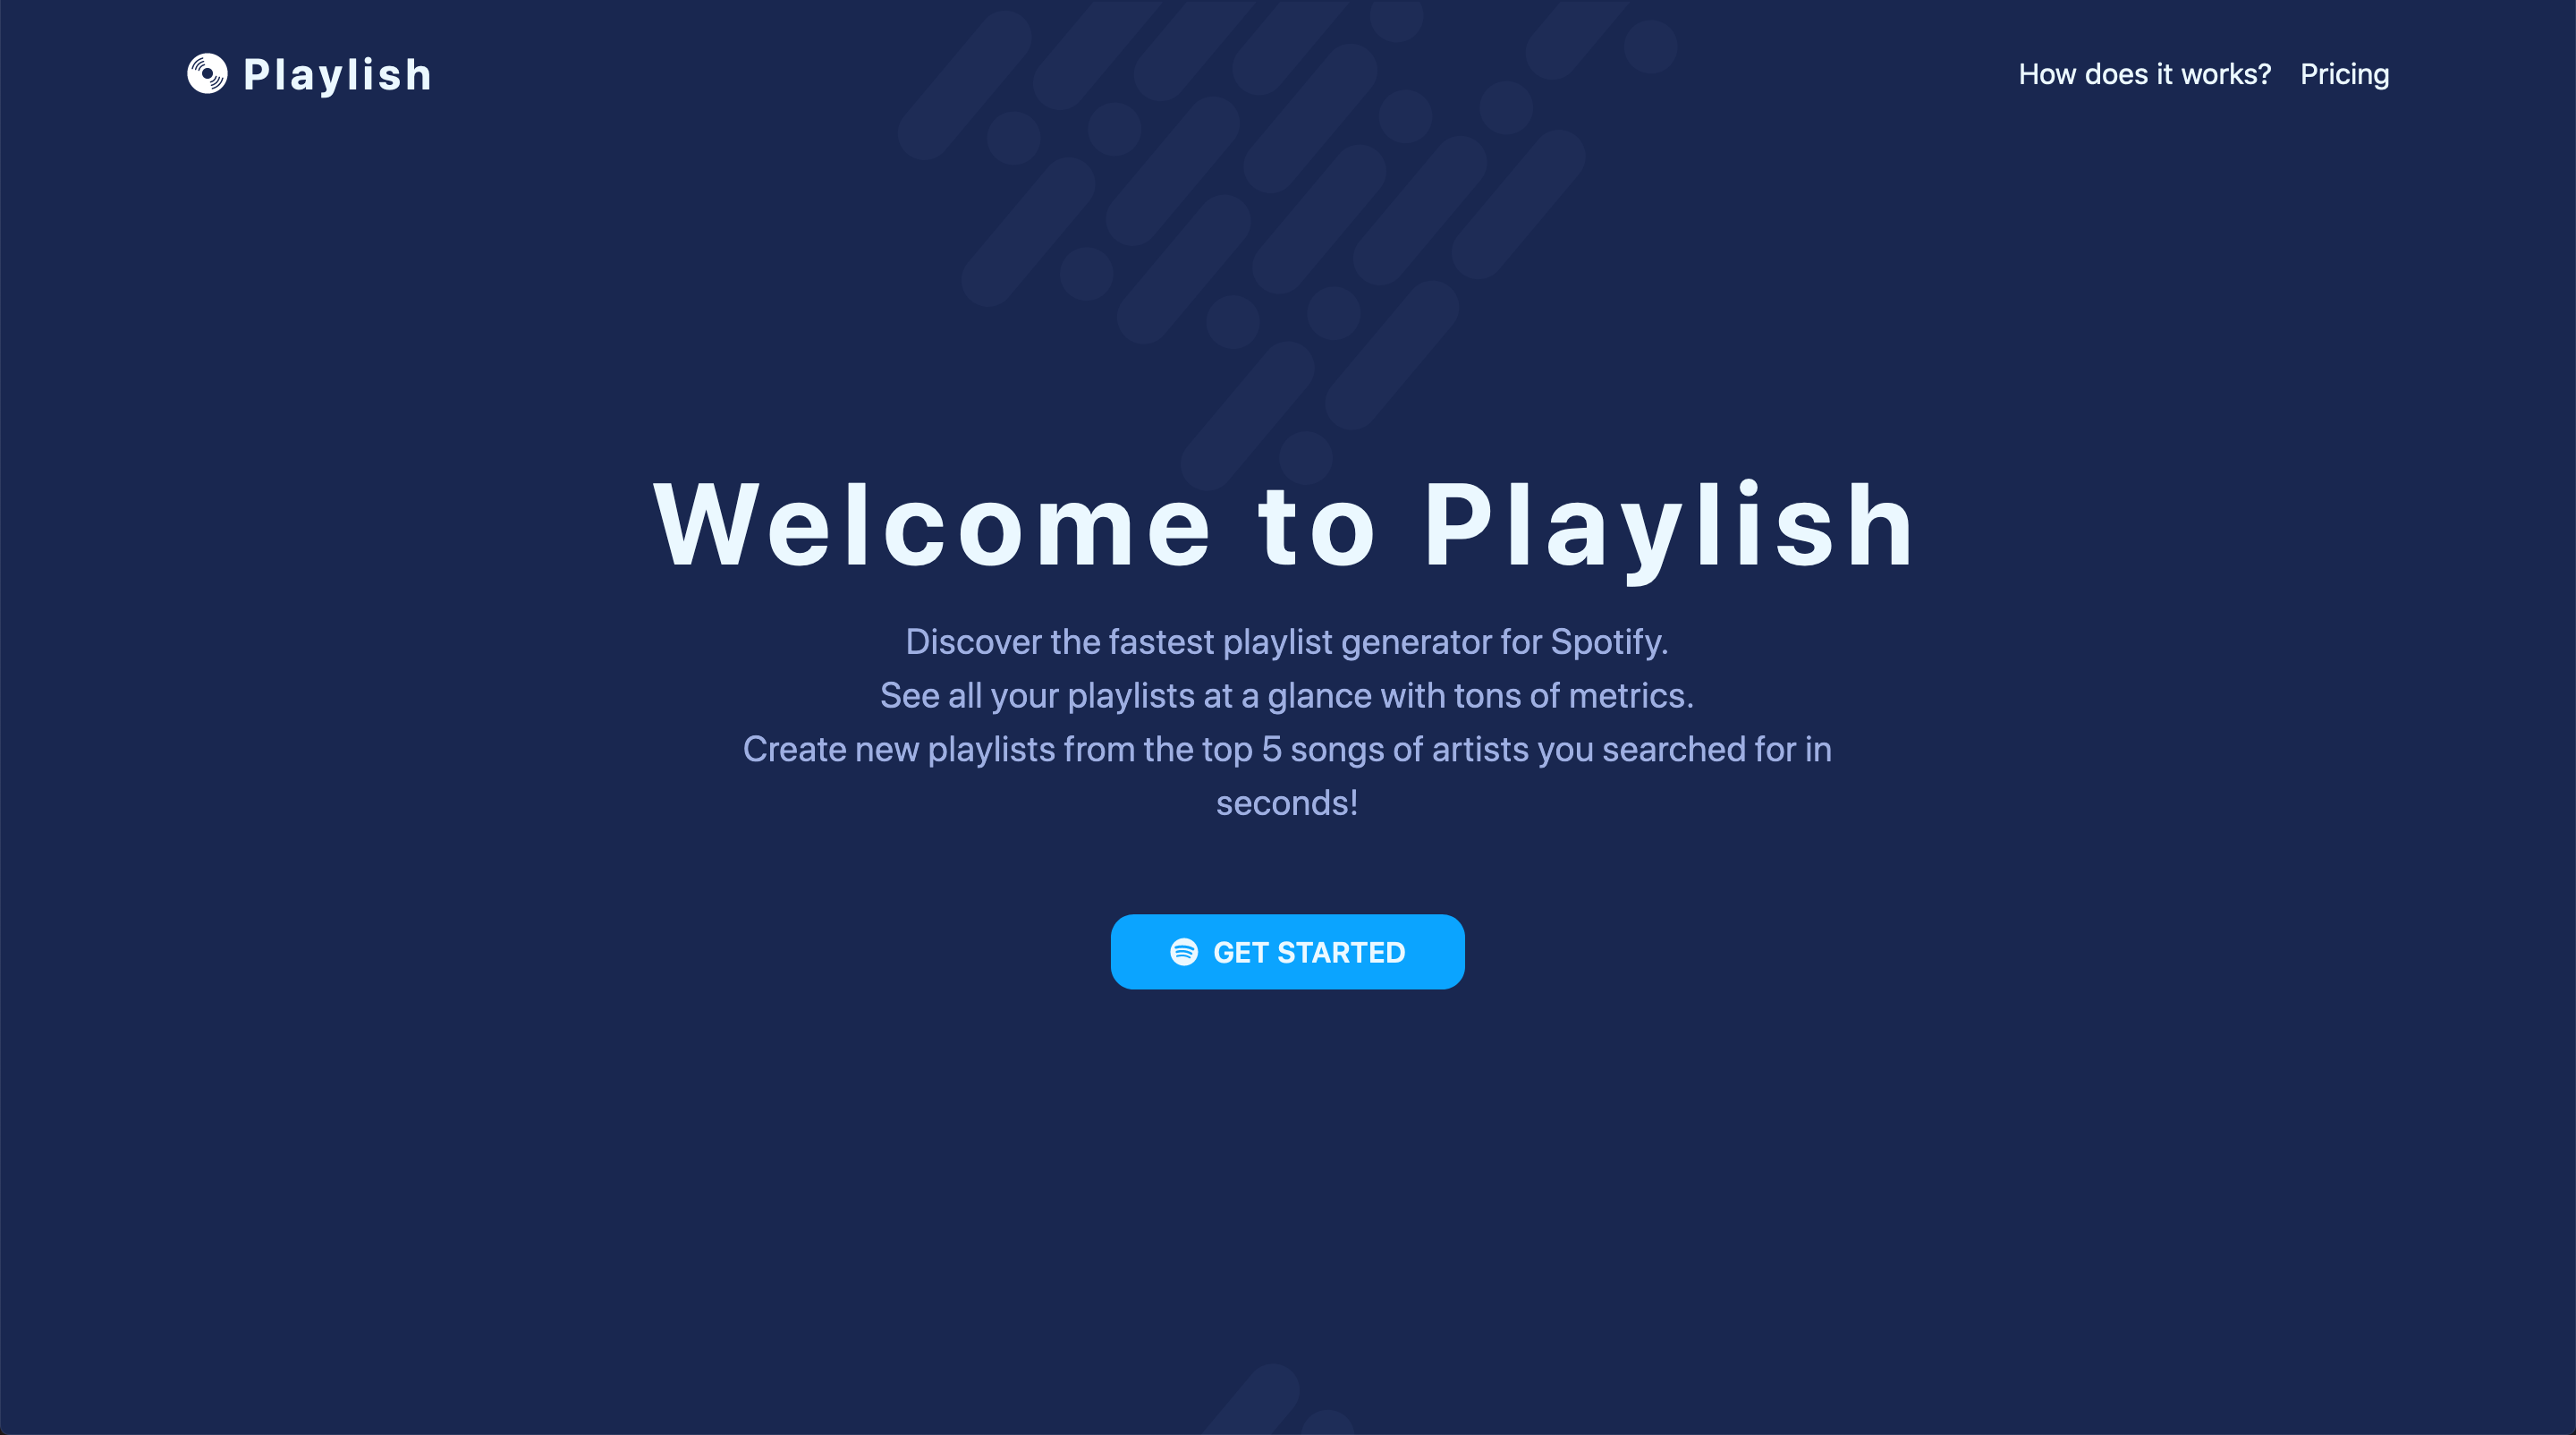 Playlish
How does it works? Pricing
Welcome to Playlish
Discover the fastest playlist generator for Spotify.
See all your playlists at a glance with tons of metrics.
Create new playlists from the top 5 songs of artists you searched for in
seconds!
GET STARTED